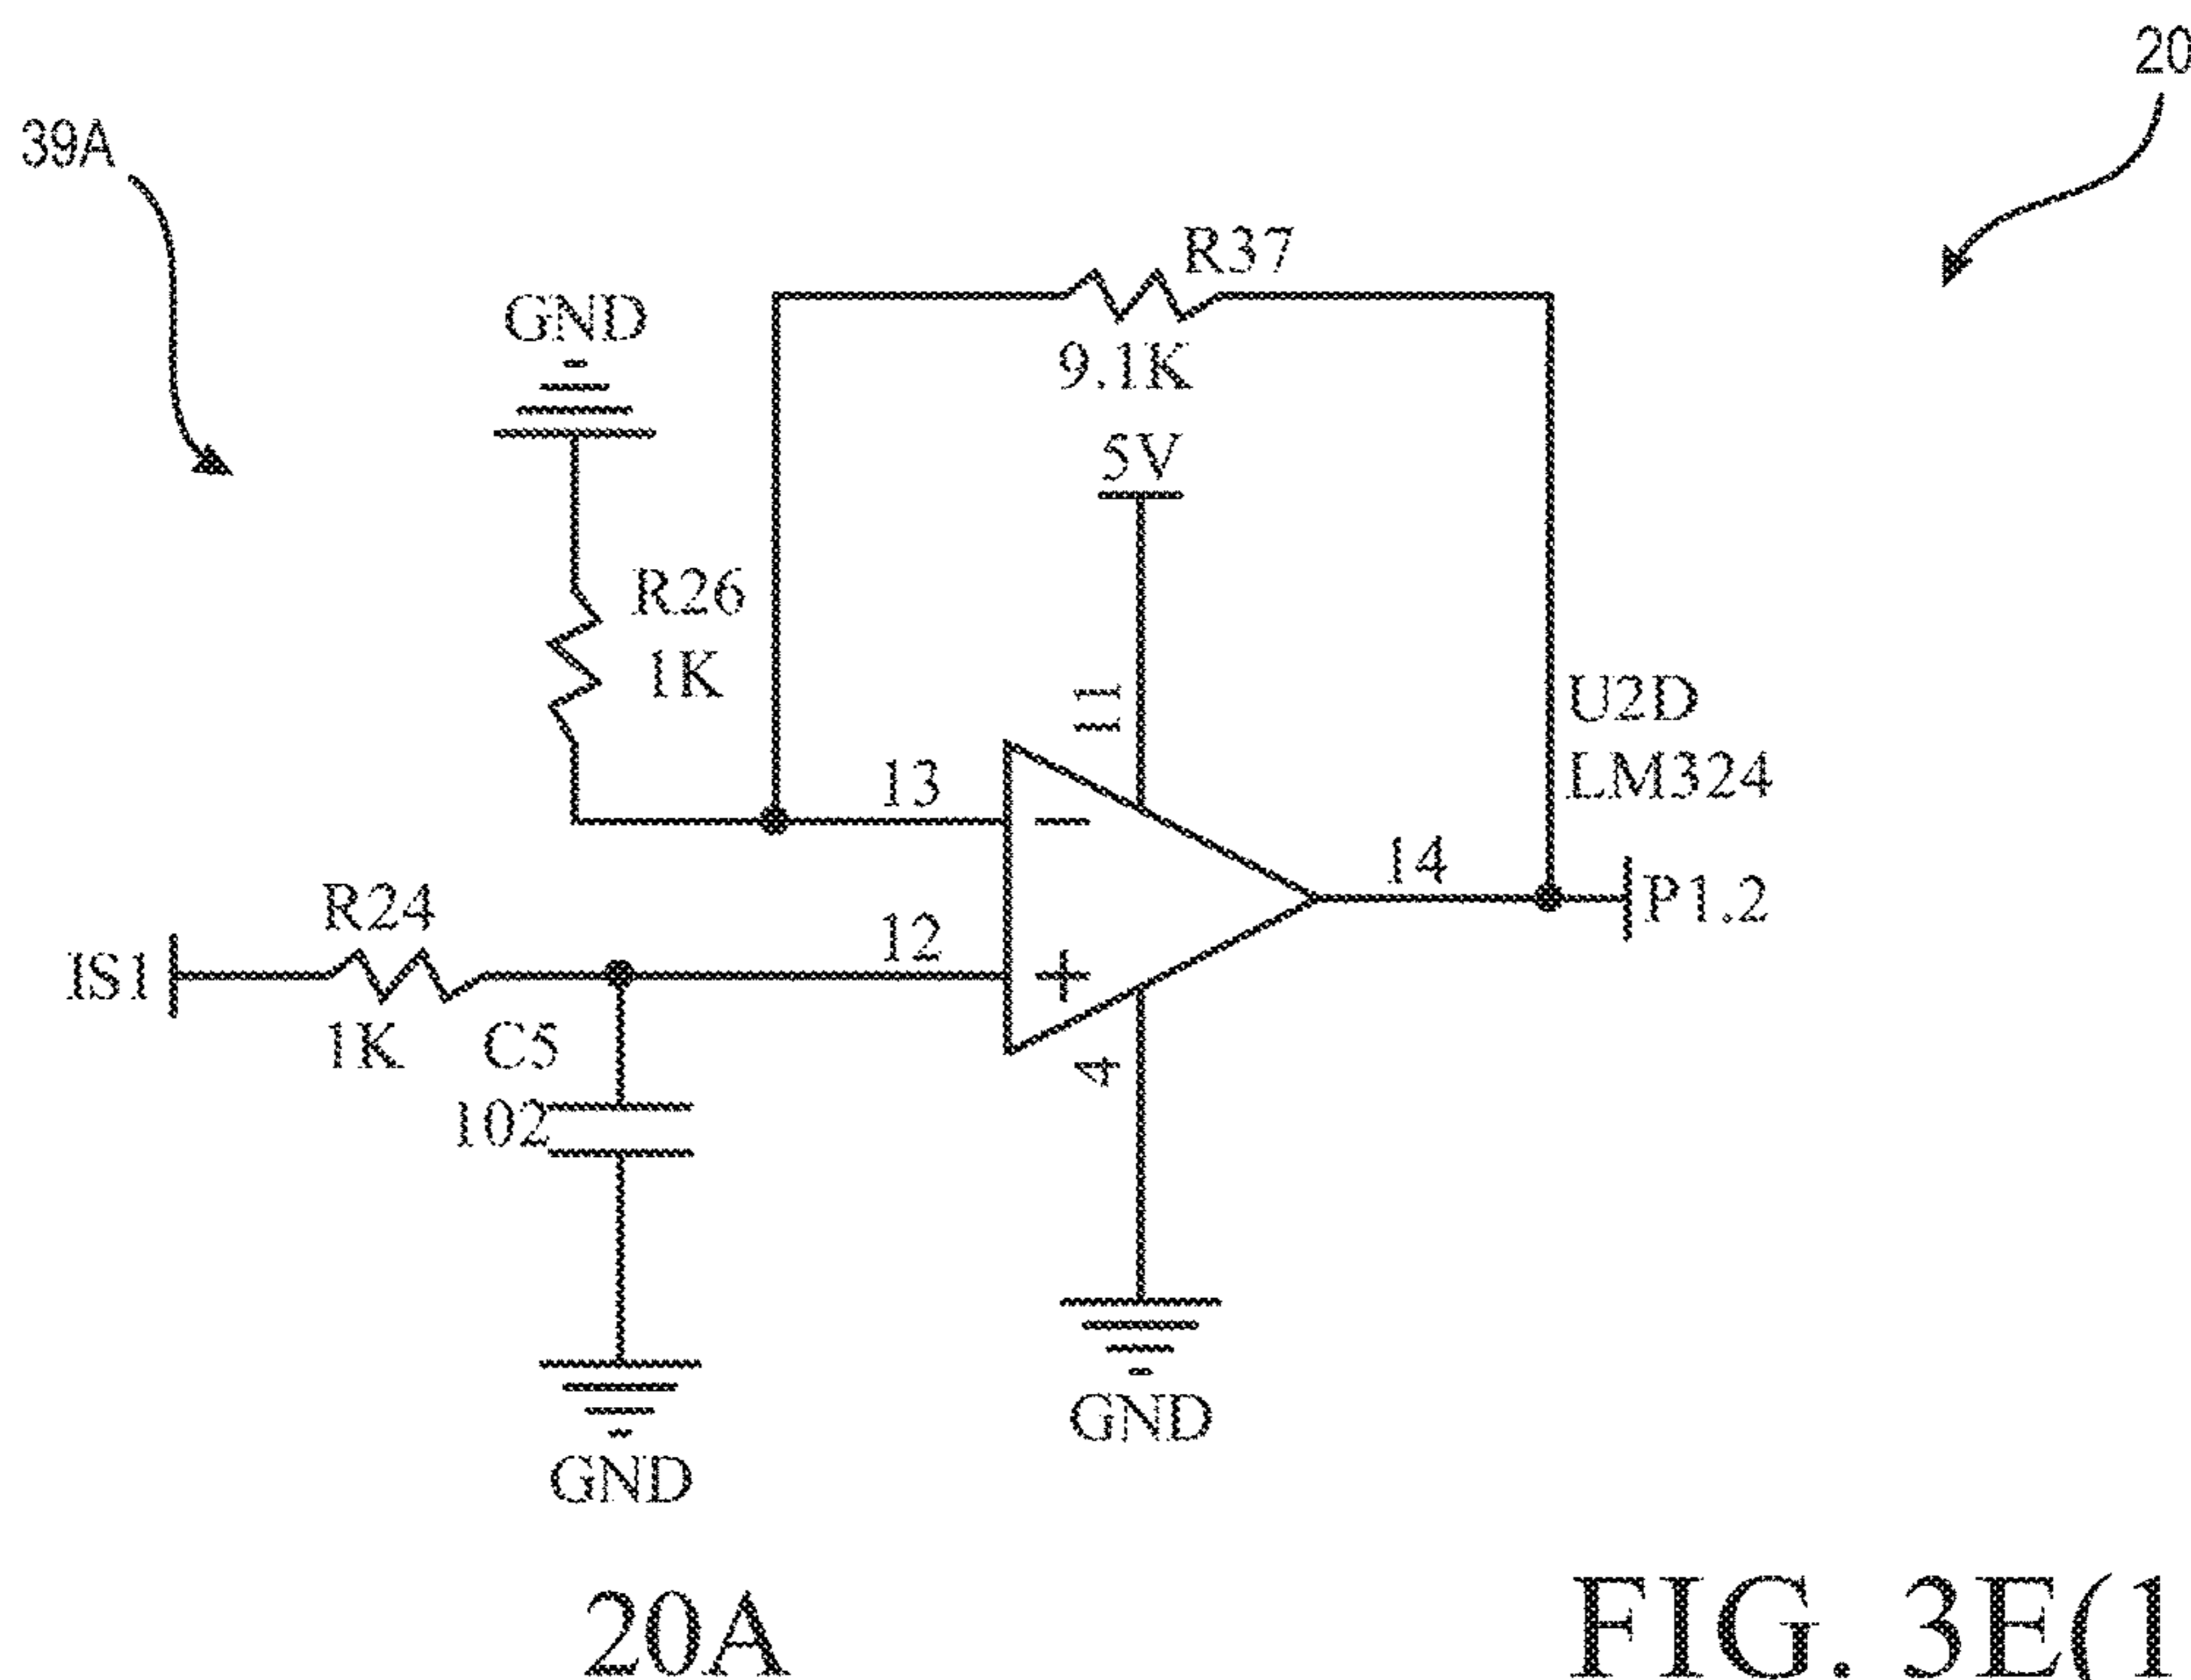 20
39A
R37
GND
9.1K
5V
R26
1K
11
U2D
LM324
13
14
R24
12
P1.2
IS1
1K
C5
4
102
GND
GND
20A
FIG. 3E(1